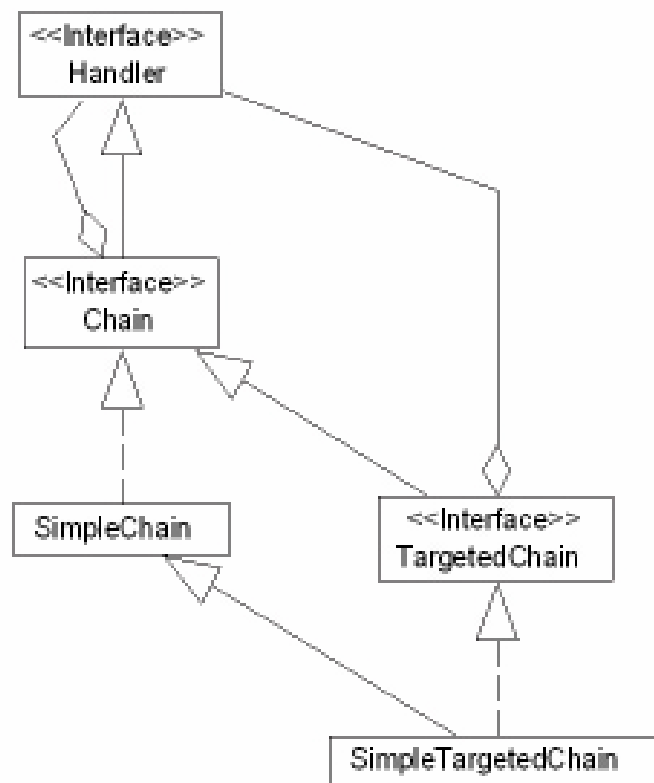 <<Interface>>
Handler
<<Interface>>
Chain
SimpleChain
<<Interface>>
TargetedChain
SimpleTargetedChain